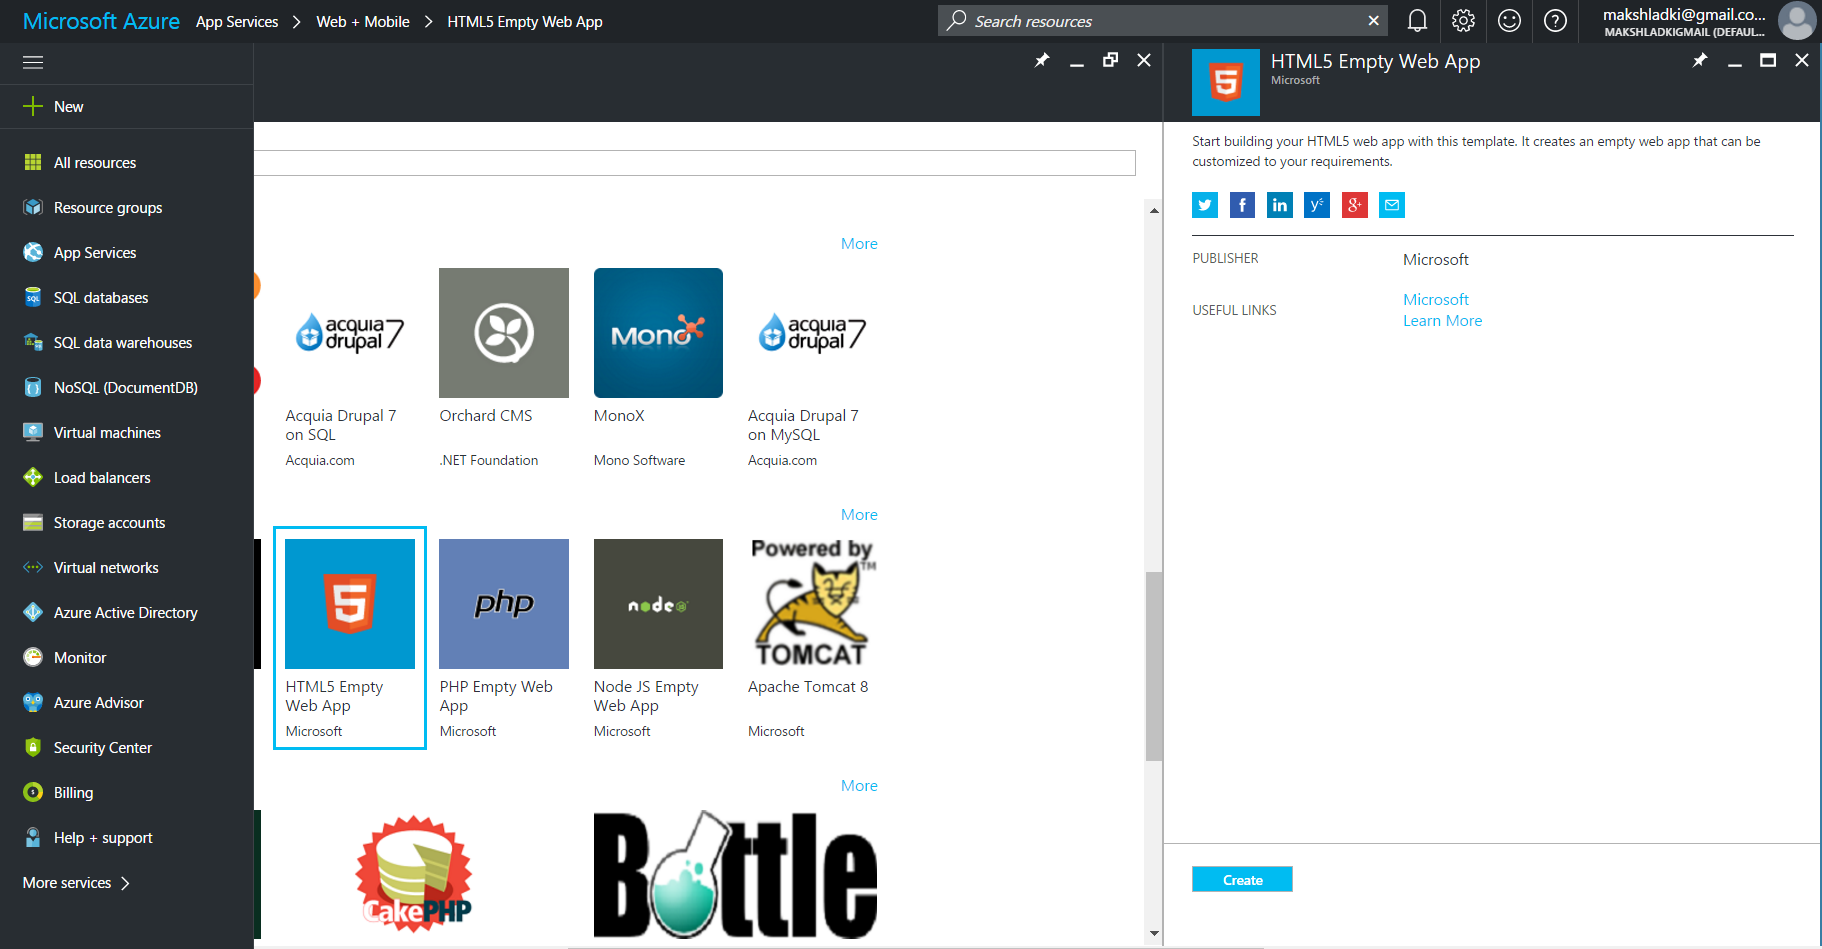 Microsoft Azure App Services > Web + Mobile > HTML5 Empty Web App
Search resources
makshladki@gmail.co...
MAKSHLADKIGMAIL (DEFAUL...
New
All resources
Resource groups
App Services
SQL databases
SQL data warehouses
NoSQL (DocumentDB)
Virtual machines
Load balancers
Storage accounts
Virtual networks
Azure Active Directory
Monitor
Azure Advisor
Security Center
Billing
Help + support
More services >
More
acquia
drupal 7
Mono
acquia
drupal 7
Acquia Drupal 7
on SQL
Acquia.com
Orchard CMS
.NET Foundation
MonoX
Mono Software
Acquia Drupal 7
on MySQL
Acquia.com
More
5
php
node
Powered by
TM
TOMCAT
HTML5 Empty
Web App
Microsoft
PHP Empty Web
App
Microsoft
Node JS Empty
Web App
Microsoft
Apache Tomcat 8
Microsoft
More
CakePHP
Bottle
5
HTML5 Empty Web App
Microsoft
Start building your HTML5 web app with this template. It creates an empty web app that can be
customized to your requirements.
PUBLISHER
Microsoft
USEFUL LINKS
Microsoft
Learn More
Create